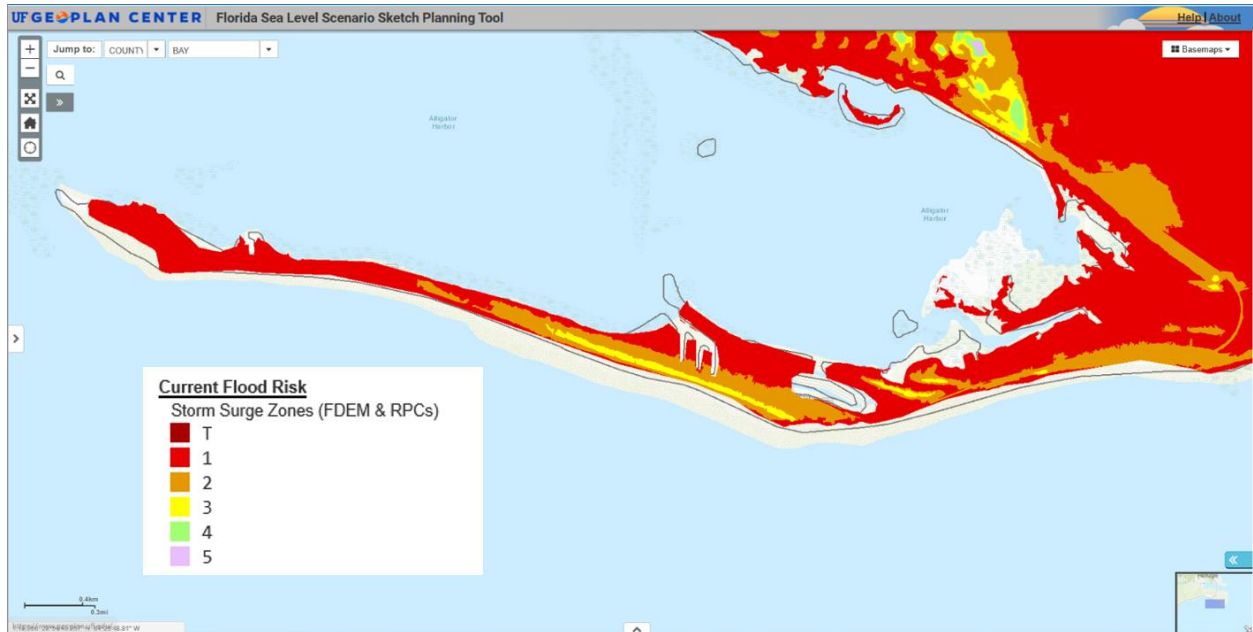 UF GEOPLAN CENTER Florida Sea Level Scenario Sketch Planning Tool
Help | About
+ Jump to: COUNTY BAY
Basemaps
−
»
Alligator
Harbor
Alligator
Harbor
Current Flood Risk
Storm Surge Zones (FDEM & RPCs)
T
1
2
3
4
5
«
0.4km
0.3mi